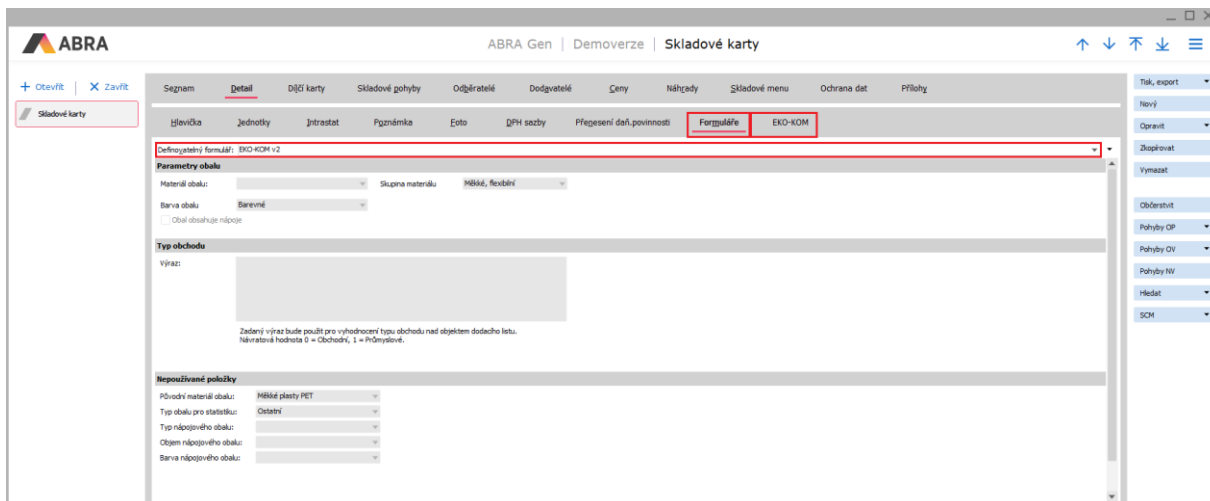 ABRA
ABRA Gen | Demoverze | Skladové karty
Otevřít | Zavřít
Skladové karty
Seznam Detail Dílčí karty Skladové pohyby Odběratelé Dodavatelé Ceny Náhrady Skladové menu Ochrana dat Přílohy
Hlavička Jednotky Intrastat Poznámka Foto DPH sazby Přenesení daň.povinnosti Formuláře EKO-KOM
Definovatelný formulář: EKO-KOM v2
Parametry obalu
Materiál obalu: Skupina materiálu Měkké, flexibilní
Barva obalu Barevné
Obal obsahuje nápoje
Typ obchodu
Výraz:
Zadaný výraz bude použit pro vyhodnocení typu obchodu nad objektem dodacího listu.
Návratová hodnota 0 = Obchodní, 1 = Průmyslové.
Nepoužívané položky
Původní materiál obalu: Měkké plasty PET
Typ obalu pro statistiku: Ostatní
Typ nápojového obalu:
Objem nápojového obalu:
Barva nápojového obalu:
Tisk, export
Nový
Opravit
Zkopírovat
Vymazat
Občerstvit
Pohyby OP
Pohyby OV
Pohyby NV
Hledat
SCM